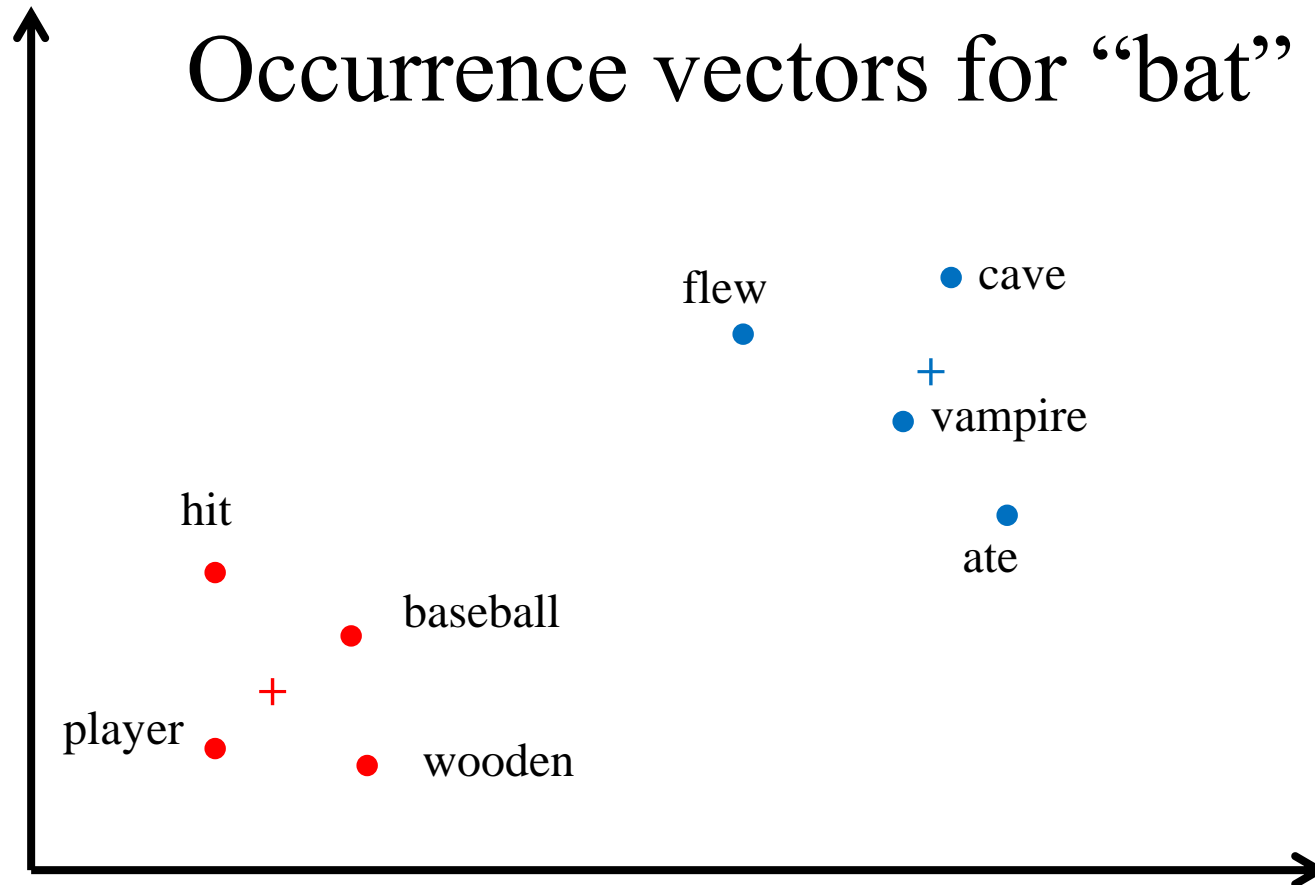 Occurrence vectors for “bat”
cave
flew
vampire
hit
ate
baseball
player
wooden